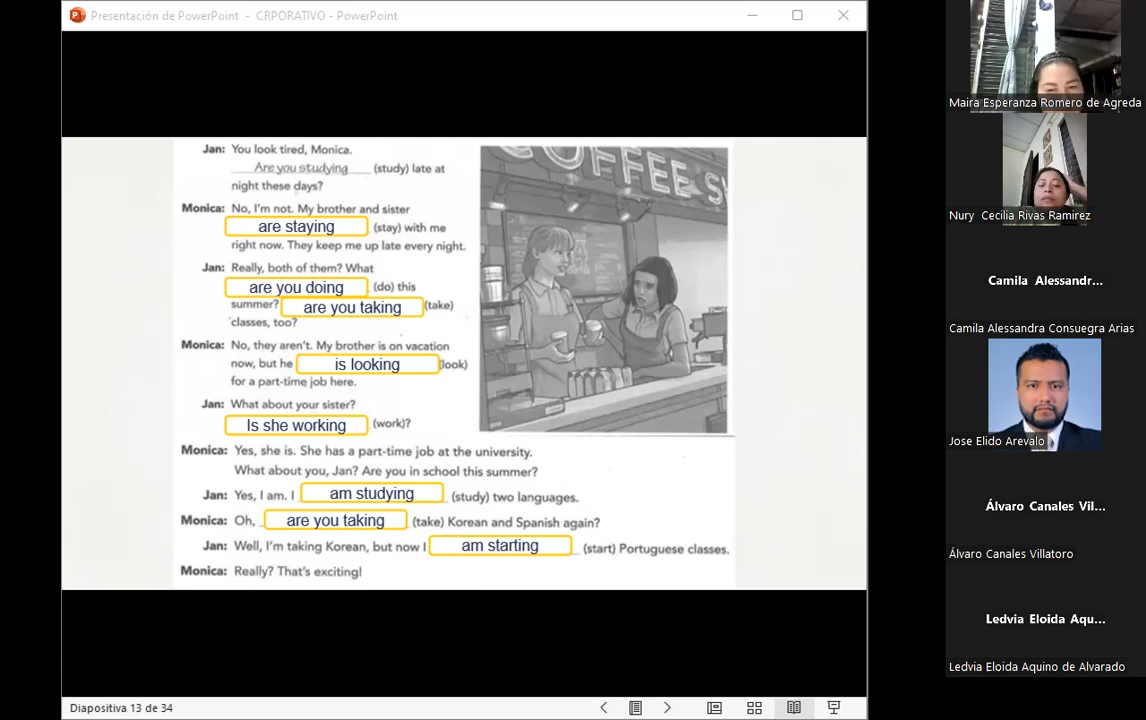 Presentación de PowerPoint - CRPORATIVO - PowerPoint
COFFEE'S
Jan: You look tired, Monica.
Are you studying (study) late at
night these days?
Monica: No, I'm not. My brother and sister
are staying (stay) with me
right now. They keep me up late every night.
Jan: Really, both of them? What
are you doing (do) this
summer? are you taking (take)
classes, too?
Monica: No, they aren't. My brother is on vacation
now, but he is looking (look)
for a part-time job here.
Jan: What about your sister?
Is she working (work)?
Monica: Yes, she is. She has a part-time job at the university.
What about you, Jan? Are you in school this summer?
Jan: Yes, I am. I am studying (study) two languages.
Monica: Oh, are you taking (take) Korean and Spanish again?
Jan: Well, I'm taking Korean, but now I am starting (start) Portuguese classes.
Monica: Really? That's exciting!
Diapositiva 13 de 34
Maira Esperanza Romero de Agreda
Nury Cecilia Rivas Ramirez
Camila Alessandr...
Camila Alessandra Consuegra Arias
Jose Elido Arevalo
Álvaro Canales Vil...
Álvaro Canales Villatoro
Ledvia Eloida Aqu...
Ledvia Eloida Aquino de Alvarado